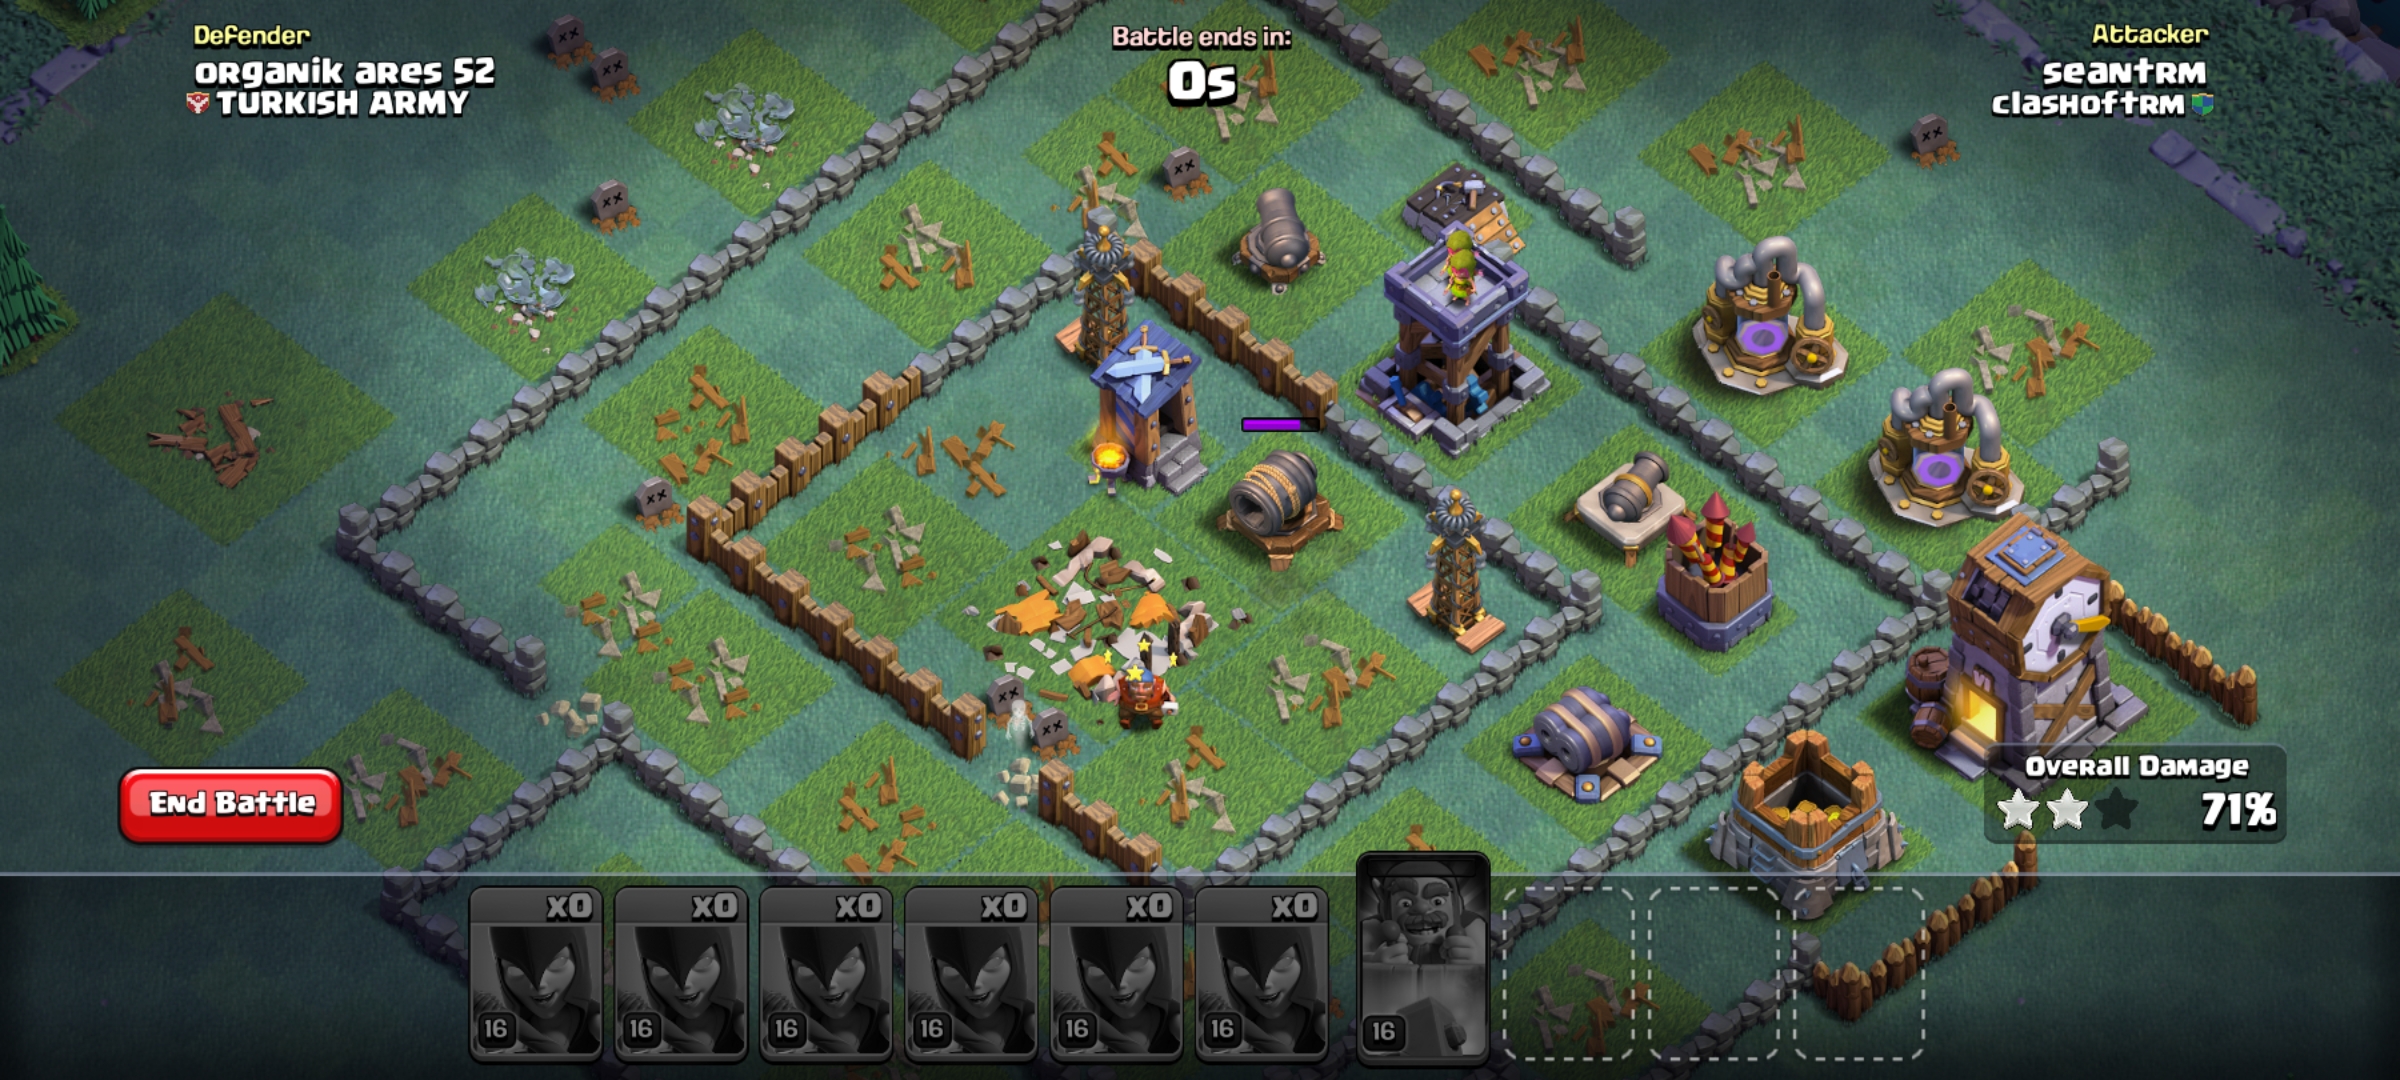 Defender
organik ares 52
TURKISH ARMY
Battle ends in:
0s
Attacker
seantRM
clashoftRM
End Battle
Overall Damage
71%
x0
x0
x0
x0
x0
x0
16
16
16
16
16
16
16